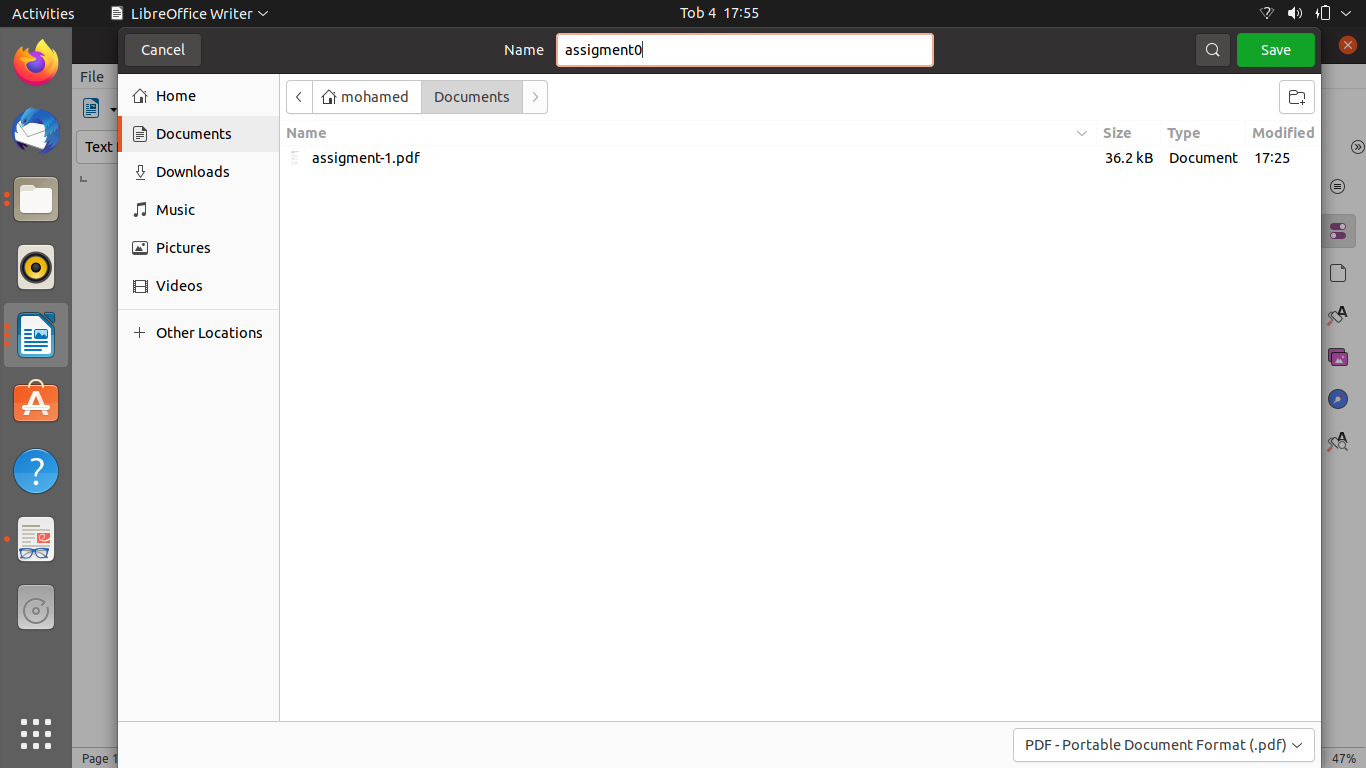 Activities LibreOffice Writer Tob 4 17:55
Cancel Name assigment0 Save
File
Home mohamed Documents
Documents Name Size Type Modified
Text
Downloads assigment-1.pdf 36.2 kB Document 17:25
Music
Pictures
Videos
Other Locations
PDF - Portable Document Format (.pdf)
Page 1 47%